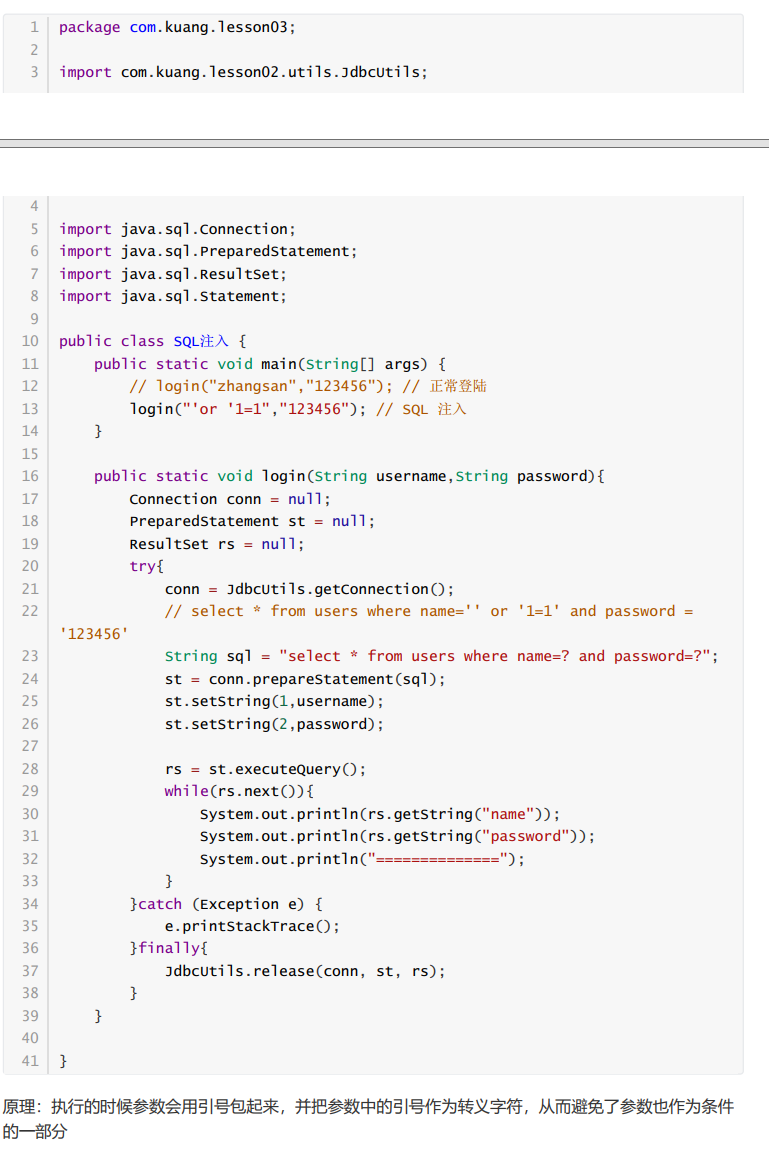 1 package com.kuang.lesson03;
2
3 import com.kuang.lesson02.utils.JdbcUtils;
4
5 import java.sql.Connection;
6 import java.sql.PreparedStatement;
7 import java.sql.ResultSet;
8 import java.sql.Statement;
9
10 public class SQL注入 {
11     public static void main(String[] args) {
12         // login("zhangsan","123456"); // 正常登陆
13         login("'or '1=1","123456"); // SQL 注入
14     }
15
16     public static void login(String username,String password){
17         Connection conn = null;
18         PreparedStatement st = null;
19         ResultSet rs = null;
20         try{
21             conn = JdbcUtils.getConnection();
22             // select * from users where name='' or '1=1' and password =
'123456'
23             String sql = "select * from users where name=? and password=?";
24             st = conn.prepareStatement(sql);
25             st.setString(1,username);
26             st.setString(2,password);
27
28             rs = st.executeQuery();
29             while(rs.next()){
30                 System.out.println(rs.getString("name"));
31                 System.out.println(rs.getString("password"));
32                 System.out.println("==============");
33             }
34         }catch (Exception e) {
35             e.printStackTrace();
36         }finally{
37             JdbcUtils.release(conn, st, rs);
38         }
39     }
40
41 }
原理：执行的时候参数会用引号包起来，并把参数中的引号作为转义字符，从而避免了参数也作为条件
的一部分